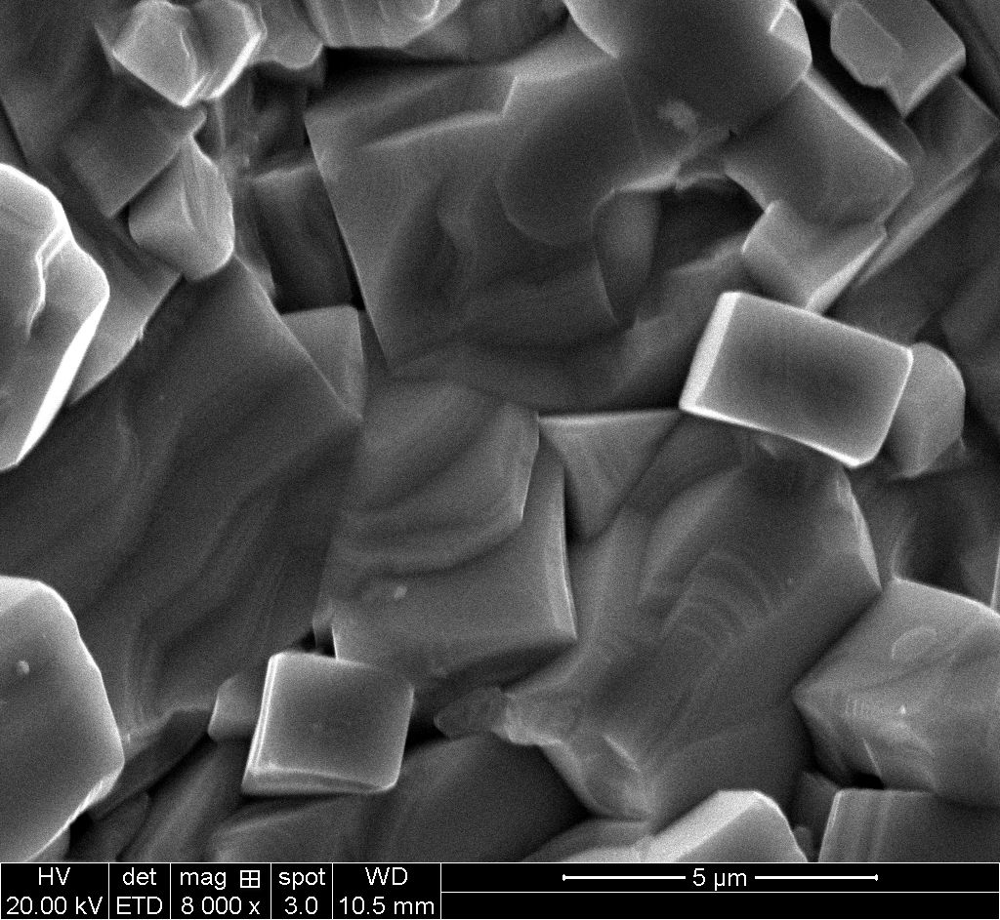 HV det mag ⊞ spot WD
20.00 kV ETD 8 000 x 3.0 10.5 mm
5 µm